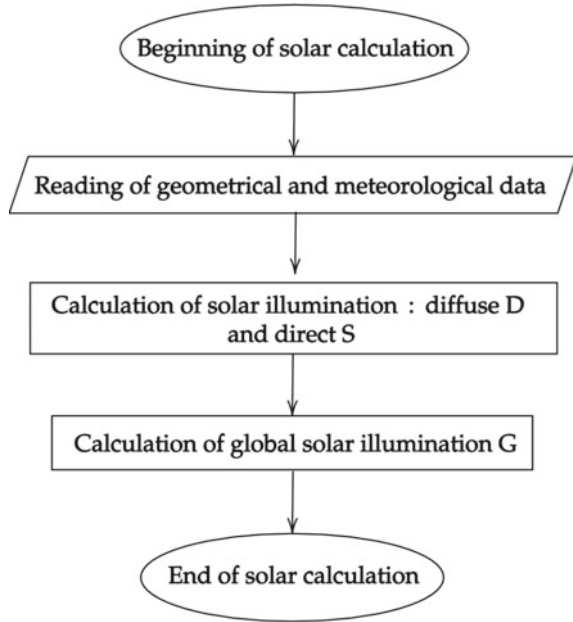 Beginning of solar calculation
Reading of geometrical and meteorological data
Calculation of solar illumination : diffuse D
and direct S
Calculation of global solar illumination G
End of solar calculation